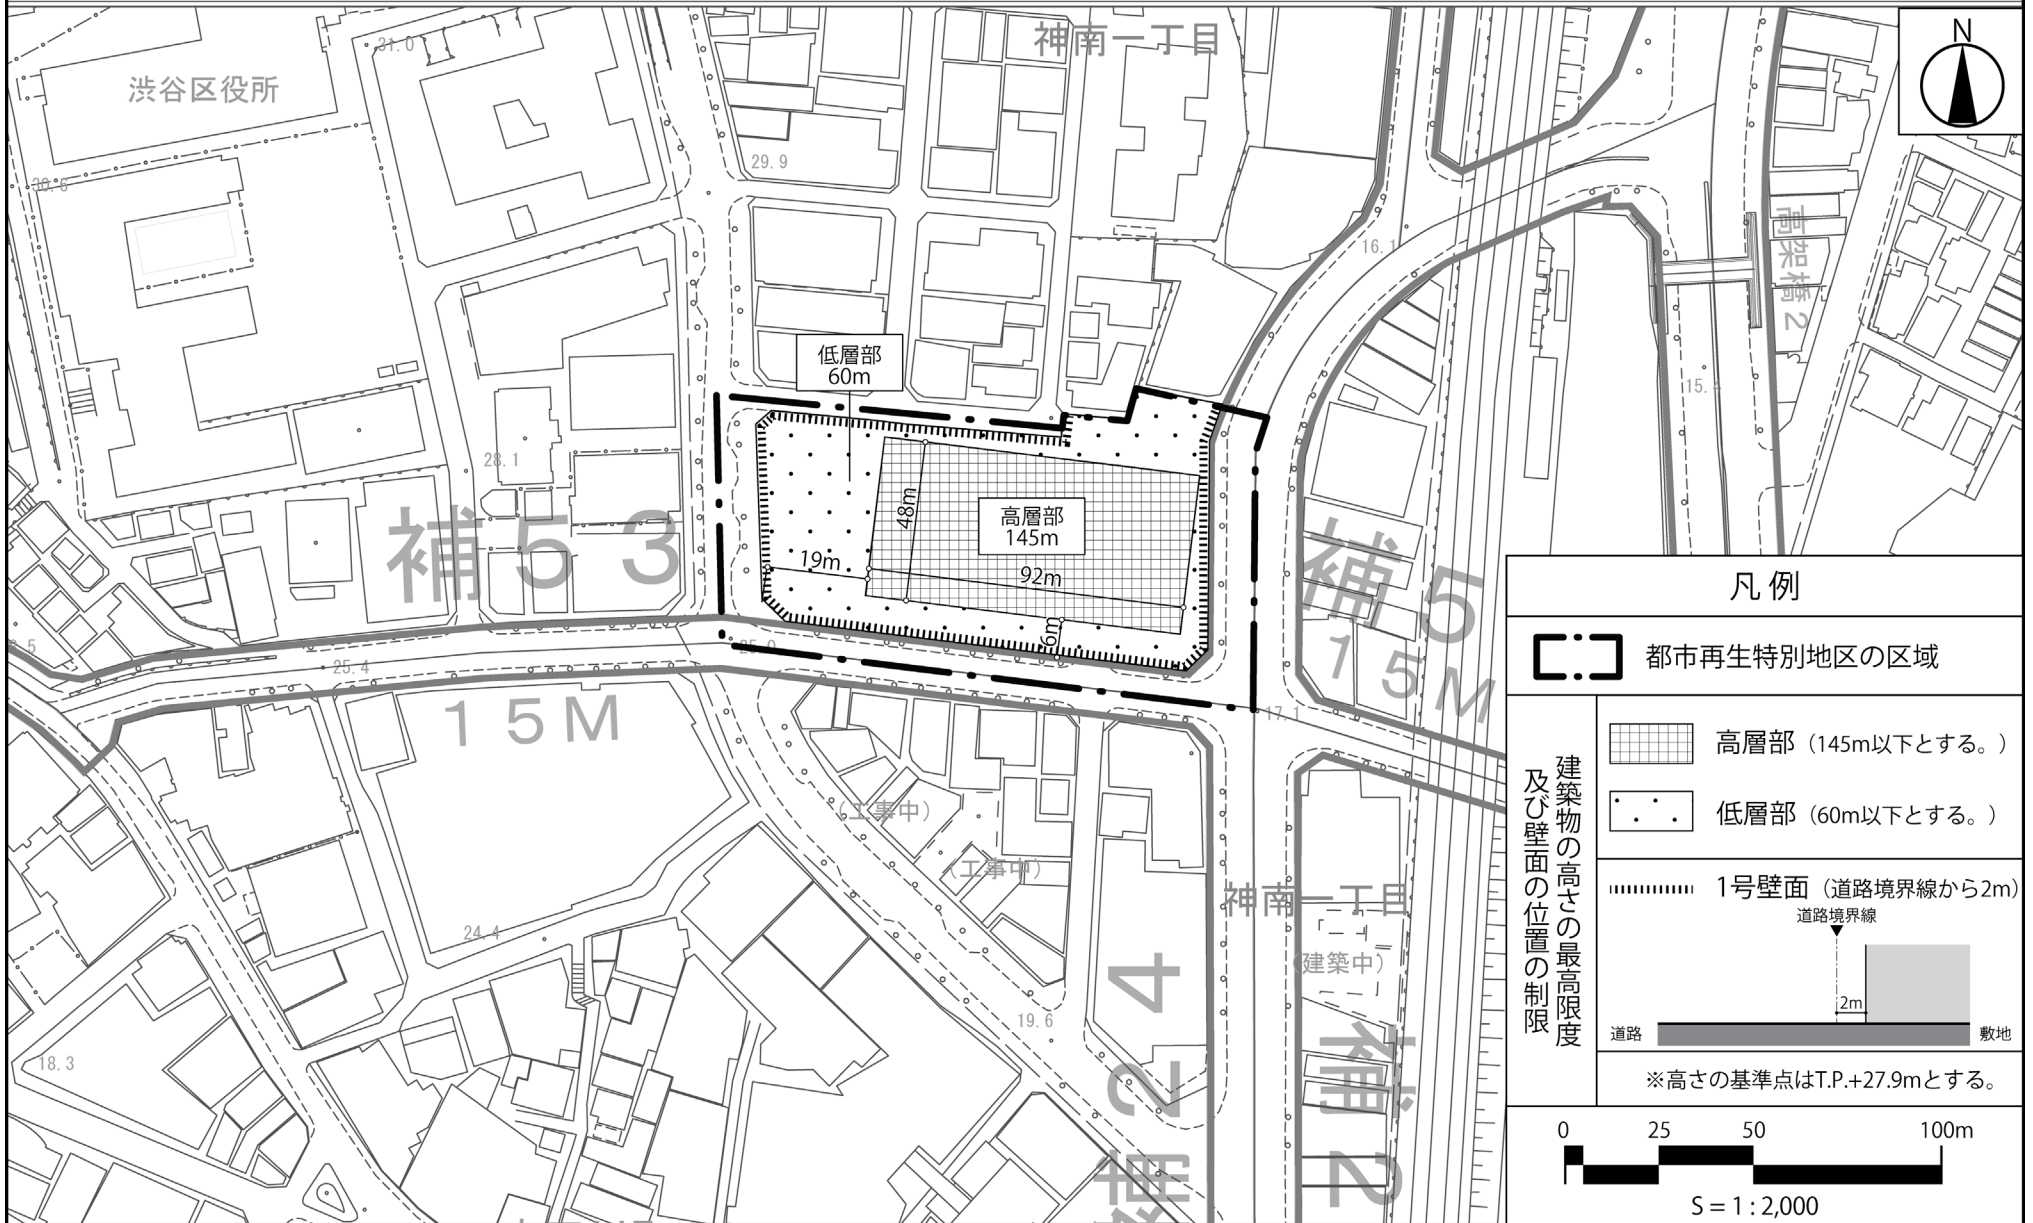 神南一丁目
N
31.0
渋谷区役所
29.9
30.6
16.1
高架橋2
15.4
低層部
60m
28.1
48m
高層部
145m
補53
19m
92m
補5
15M
6m
25.0
25.4
15M
17.1
(工事中)
(工事中)
神南一丁目
(建築中)
24.4
19.6
18.3
補24
補2
凡例
都市再生特別地区の区域
建築物の高さの最高限度
及び壁面の位置の制限
高層部(145m以下とする。)
低層部(60m以下とする。)
1号壁面(道路境界線から2m)
道路境界線
2m
道路
敷地
※高さの基準点はT.P.+27.9mとする。
0 25 50 100m
S = 1 : 2,000